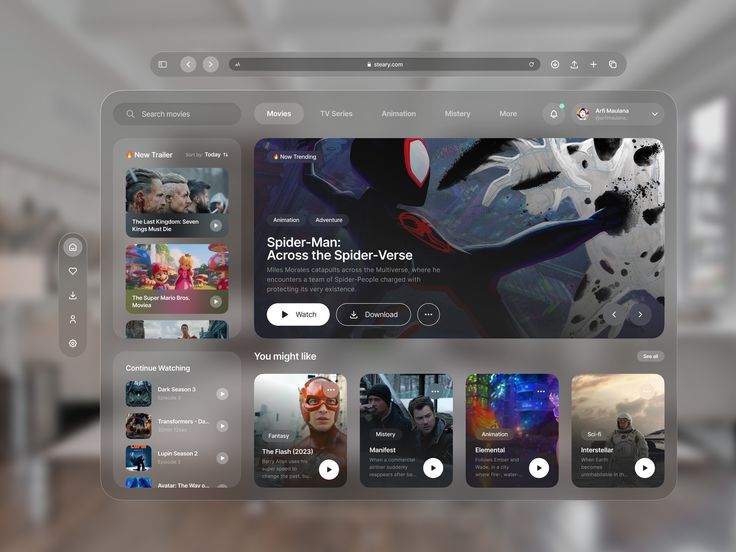 AA
steary.com
Search movies
Movies
TV Series
Animation
Mistery
More
Arfi Maulana
@arfimaulana_
🔥 New Trailer
Sort by: Today
The Last Kingdom: Seven
Kings Must Die
The Super Mario Bros.
Moviea
🔥 Now Trending
Animation
Adventure
Spider-Man:
Across the Spider-Verse
Miles Morales catapults across the Multiverse, where he
encounters a team of Spider-People charged with
protecting its very existence.
Watch
Download
Continue Watching
Dark Season 3
Episode 3
Transformers - Da...
Lupin Season 2
Episode 2
Avatar: The Way o...
You might like
See all
Fantasy
The Flash (2023)
Barry Allen uses his
super speed to
change the past, bu...
Mistery
Manifest
When a commercial
airliner suddenly
reappears after be...
Animation
Elemental
Follows Ember and
Wade, in a city
where fire-, water-...
Sci-fi
Interstellar
When Earth
becomes
uninhabitable in th...